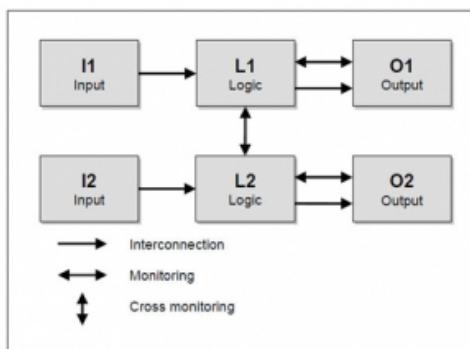 I1
Input
L1
Logic
O1
Output
I2
Input
L2
Logic
O2
Output
Interconnection
Monitoring
Cross monitoring